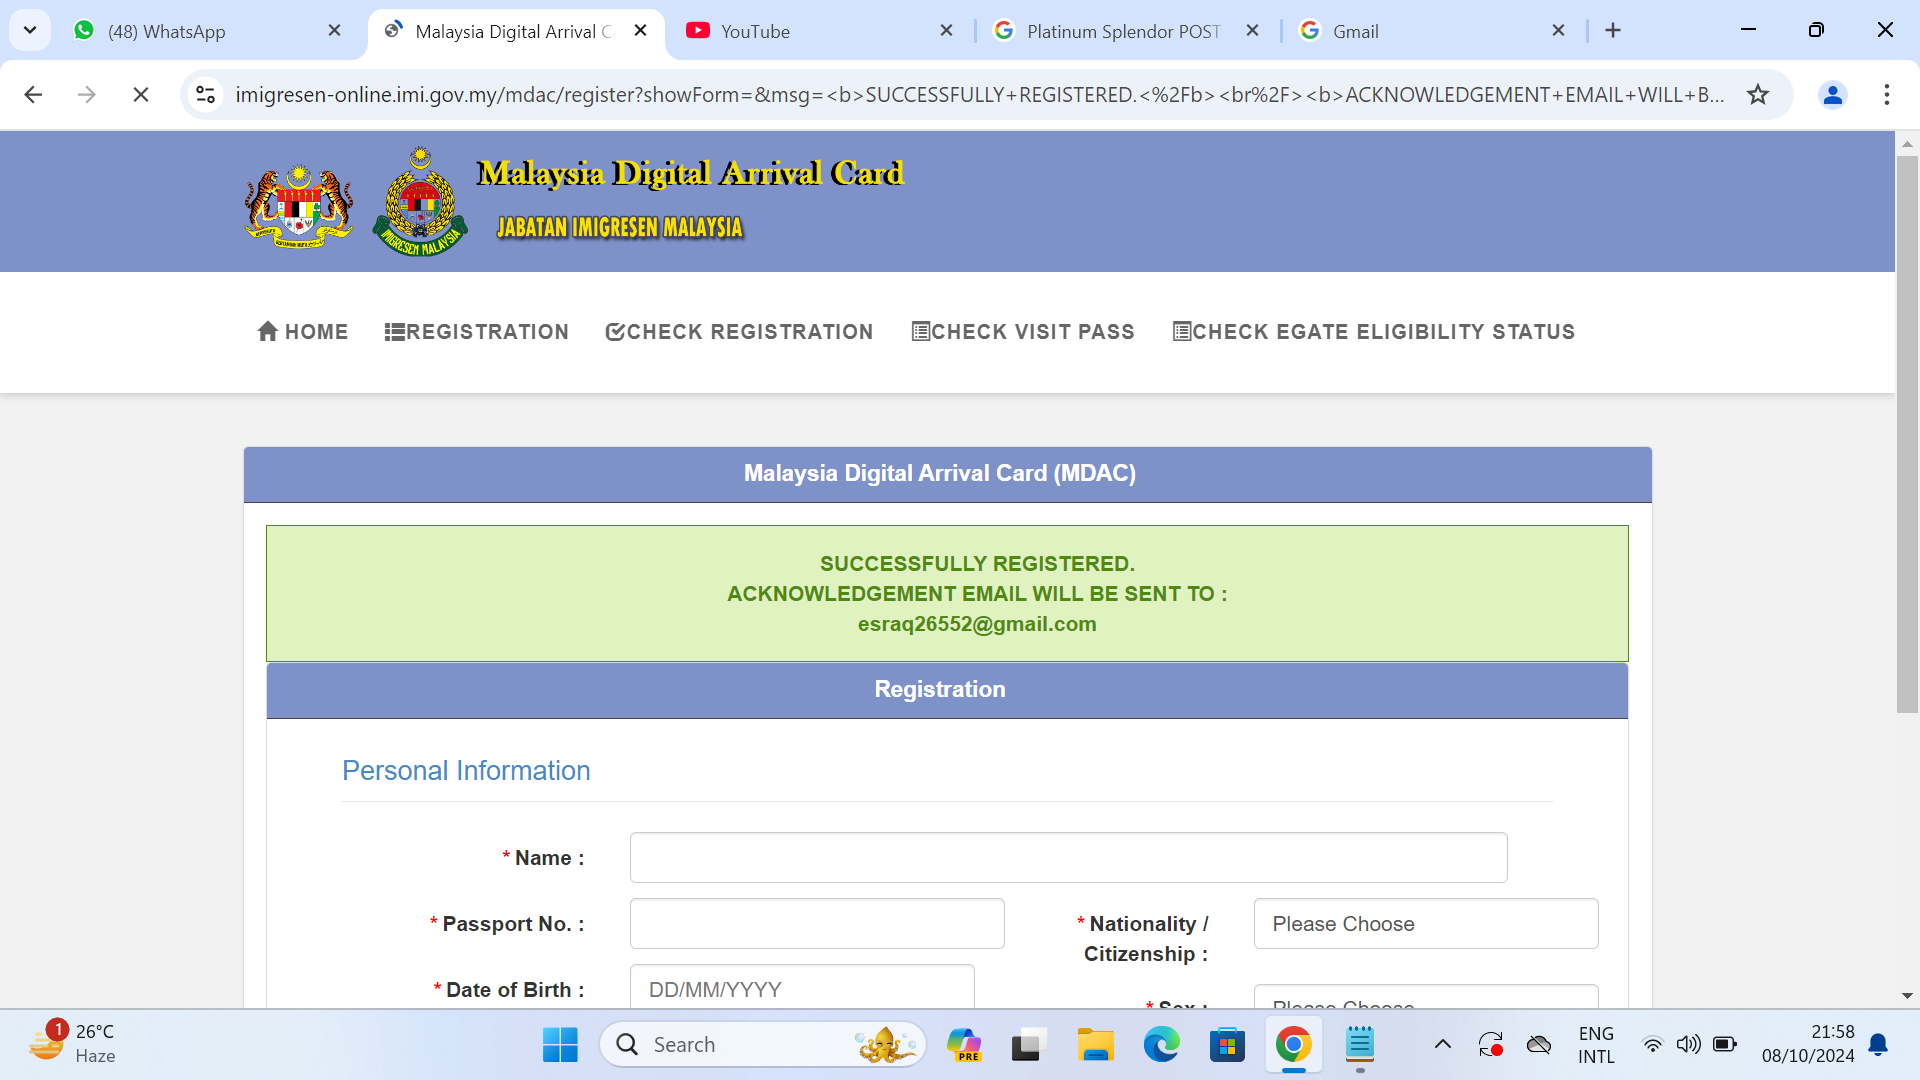 (48) WhatsApp
Malaysia Digital Arrival C
YouTube
Platinum Splendor POST
Gmail
imigresen-online.imi.gov.my/mdac/register?showForm=&msg=<b>SUCCESSFULLY+REGISTERED.<%2Fb><br%2F><b>ACKNOWLEDGEMENT+EMAIL+WILL+B...
Malaysia Digital Arrival Card
JABATAN IMIGRESEN MALAYSIA
IMIGRESEN MALAYSIA
HOME
REGISTRATION
CHECK REGISTRATION
CHECK VISIT PASS
CHECK EGATE ELIGIBILITY STATUS
Malaysia Digital Arrival Card (MDAC)
SUCCESSFULLY REGISTERED.
ACKNOWLEDGEMENT EMAIL WILL BE SENT TO :
esraq26552@gmail.com
Registration
Personal Information
* Name :
* Passport No. :
* Nationality /
Citizenship :
Please Choose
* Date of Birth :
DD/MM/YYYY
* Sex :
Please Choose
1
26°C
Haze
Search
PRE
ENG
INTL
21:58
08/10/2024